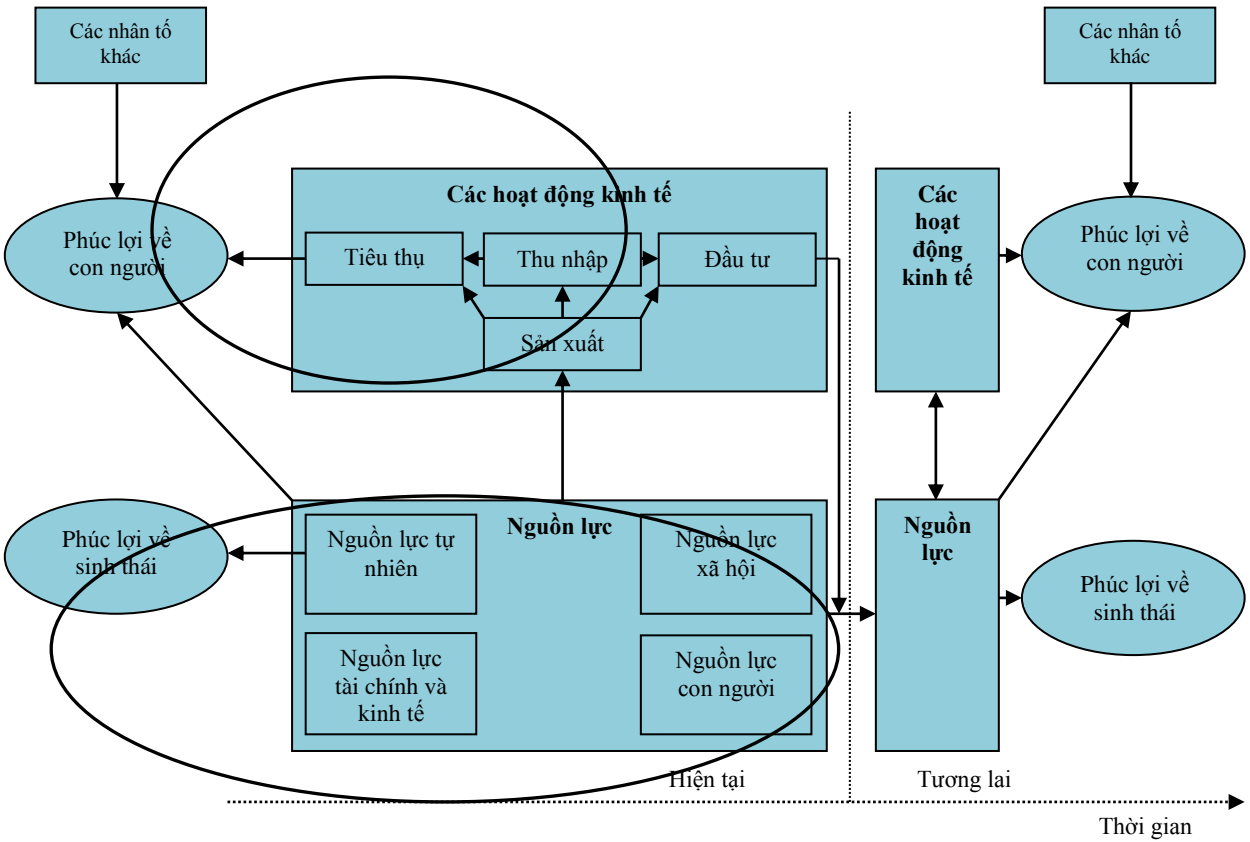 Các nhân tố
khác
Các nhân tố
khác
Các hoạt động kinh tế
Phúc lợi về
con người
Tiêu thụ
Thu nhập
Đầu tư
Sản xuất
Các
hoạt
động
kinh tế
Phúc lợi về
con người
Phúc lợi về
sinh thái
Nguồn lực
Nguồn lực tự
nhiên
Nguồn lực
xã hội
Nguồn lực
tài chính và
kinh tế
Nguồn lực
con người
Nguồn
lực
Phúc lợi về
sinh thái
Hiện tại
Tương lai
Thời gian